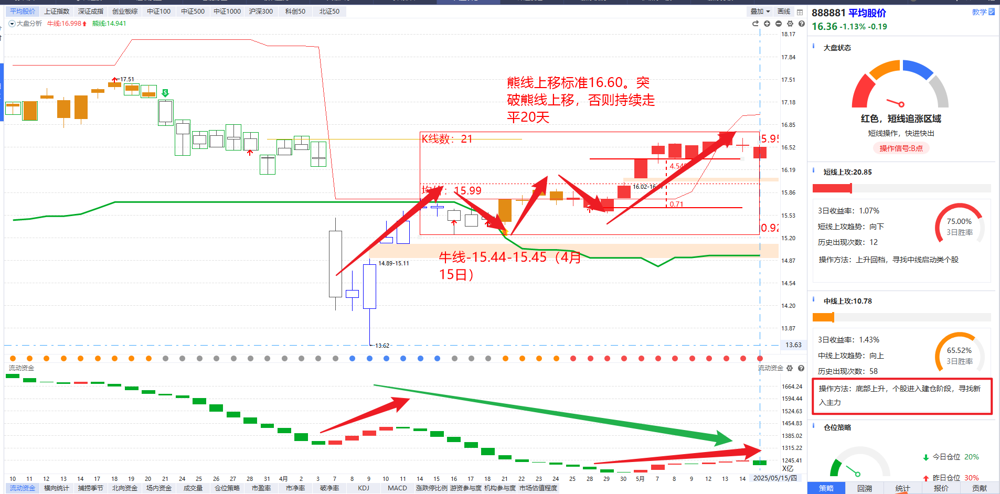 平均股价 上证指数 深证成指 创业板综 中证100 中证500 中证1000 沪深300 科创50 北证50
叠加 画线
大盘分析 牛线:16.998 熊线:14.941
18.17
17.84
17.51
17.18
16.85
16.52
16.19
15.86
15.53
15.20
14.87
14.54
14.20
13.87
13.63
17.51
S
熊线上移标准16.60。突
破熊线上移，否则持续走
平20天
K线数：21
5.95
4.54
均价：15.99
16.02-16.
0.71
0.92
B
牛线-15.44-15.45（4月
15日）
14.89-15.11
13.62
流动资金
流动资金
1664.24
1594.44
1524.63
1454.83
1385.02
1315.22
1245.41
X亿
10 11 12 13 14 17 18 19 20 21 24 25 26 27 28 31 4月 2 3 7 8 9 10 11 14 15 16 17 18 21 22 23 24 25 28 29 30 5月 7 8 9 12 13 14 2025/05/15/四
流动资金 横向统计 捕捞季节 北向资金 场内资金 成交量 仓位策略 市盈率 市净率 破净率 KDJ MACD 涨跌停比例 游资参与度 机构参与度 市场估值程度
888881 平均股价
教学
16.36 -1.13% -0.19
大盘状态
红色，短线追涨区域
短线操作，快进快出
操作信号:B点
短线上攻:20.85
3日收益率：1.07%
短线上攻趋势：向下
历史出现次数：12
75.00%
3日胜率
操作方法：上升回档，寻找中线启动类个股
中线上攻:10.78
3日收益率：1.43%
中线上攻趋势：向上
历史出现次数：58
65.52%
3日胜率
操作方法：底部上升，个股进入建仓阶段，寻找新
入主力
仓位策略
今日仓位 20%
昨日仓位 30%
策略 回溯 统计 报价 贡献